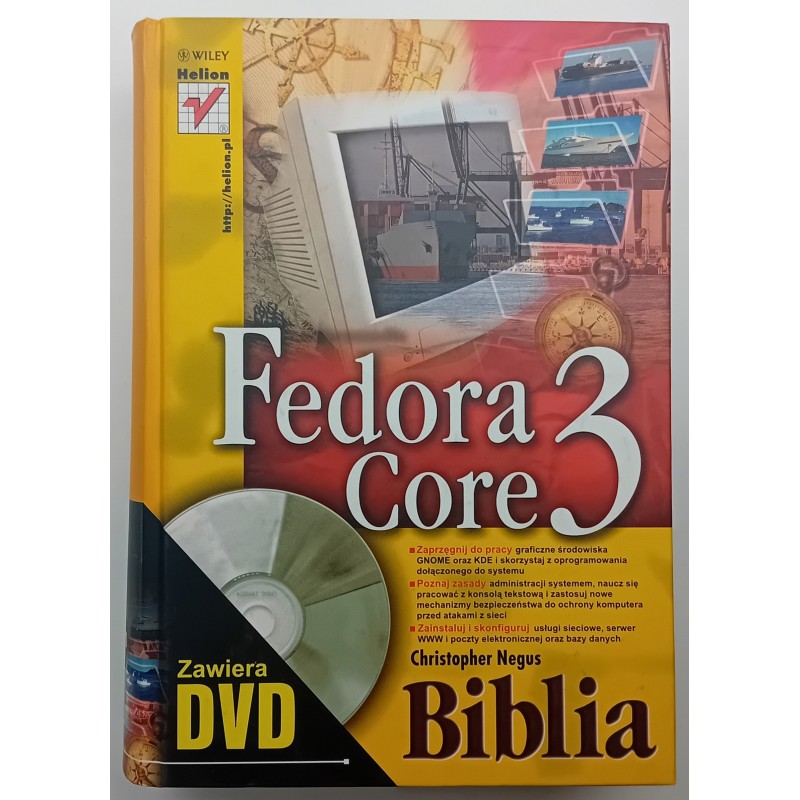 WILEY
Helion
®
http://helion.pl
Fedora
Core 3
Zaprzęgnij do pracy graficzne środowiska
GNOME oraz KDE i skorzystaj z oprogramowania
dołączonego do systemu
Poznaj zasady administracji systemem, naucz się
pracować z konsolą tekstową i zastosuj nowe
mechanizmy bezpieczeństwa do ochrony komputera
przed atakami z sieci
Zainstaluj i skonfiguruj usługi sieciowe, serwer
WWW i poczty elektronicznej oraz bazy danych
Christopher Negus
Zawiera
DVD
Biblia